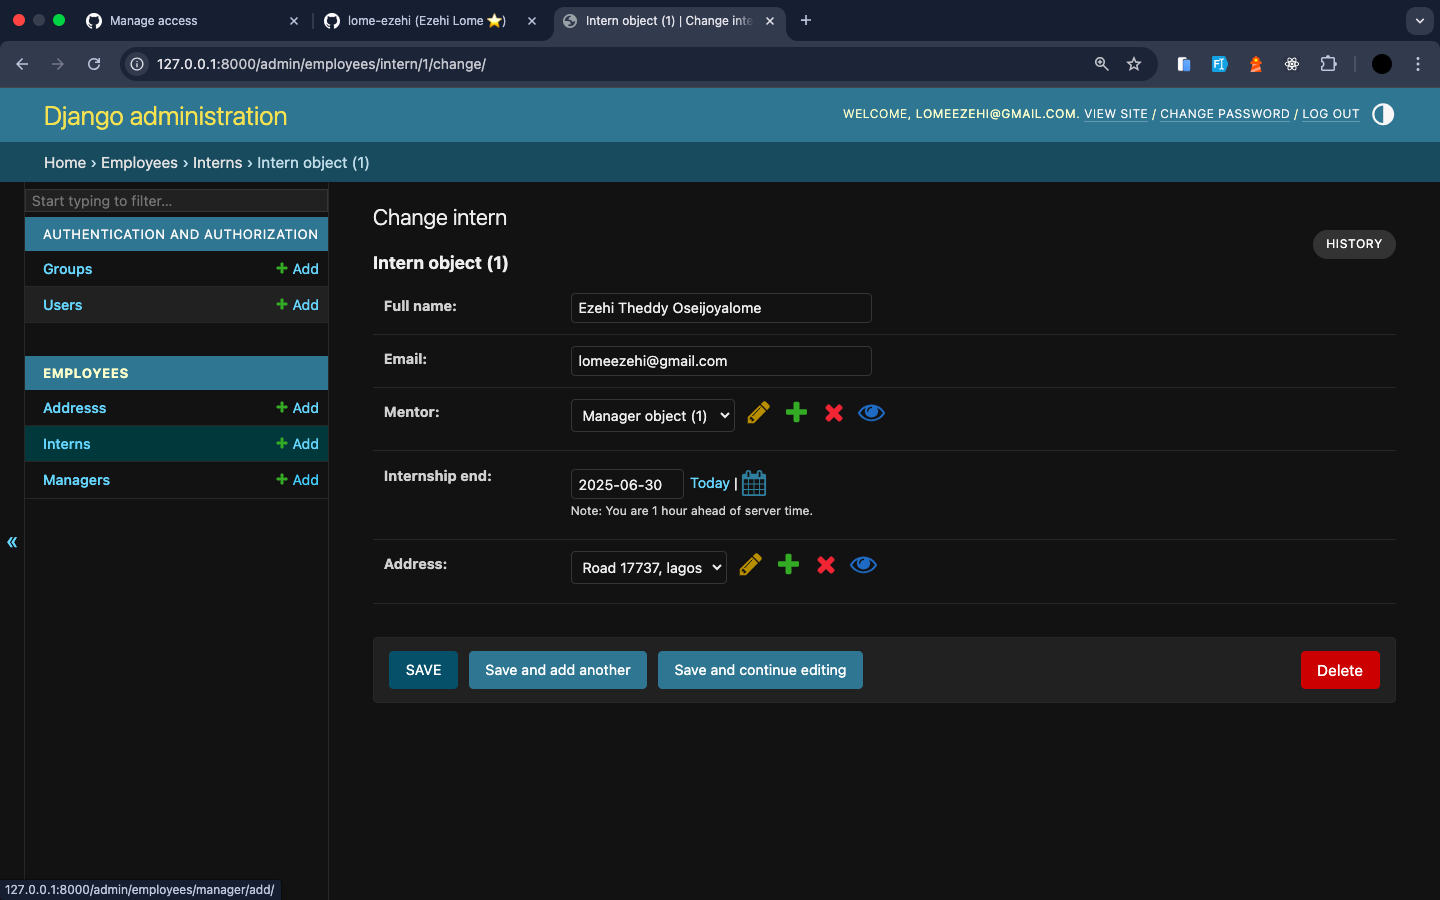 Manage access
lome-ezehi (Ezehi Lome ⭐)
Intern object (1) | Change inte
127.0.0.1:8000/admin/employees/intern/1/change/
Django administration
WELCOME, LOMEEZEHI@GMAIL.COM. VIEW SITE / CHANGE PASSWORD / LOG OUT
Home › Employees › Interns › Intern object (1)
Start typing to filter...
AUTHENTICATION AND AUTHORIZATION
Groups
Add
Users
Add
EMPLOYEES
Addresss
Add
Interns
Add
Managers
Add
«
Change intern
HISTORY
Intern object (1)
Full name:
Ezehi Theddy Oseijoyalome
Email:
lomeezehi@gmail.com
Mentor:
Manager object (1)
Internship end:
2025-06-30
Today |
Note: You are 1 hour ahead of server time.
Address:
Road 17737, lagos
SAVE
Save and add another
Save and continue editing
Delete
127.0.0.1:8000/admin/employees/manager/add/